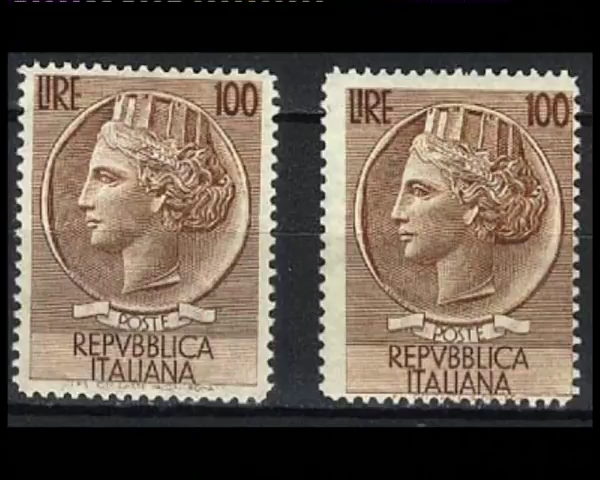 LIRE 100
POSTE
REPVBBLICA
ITALIANA
LIRE 100
POSTE
REPVBBLICA
ITALIANA